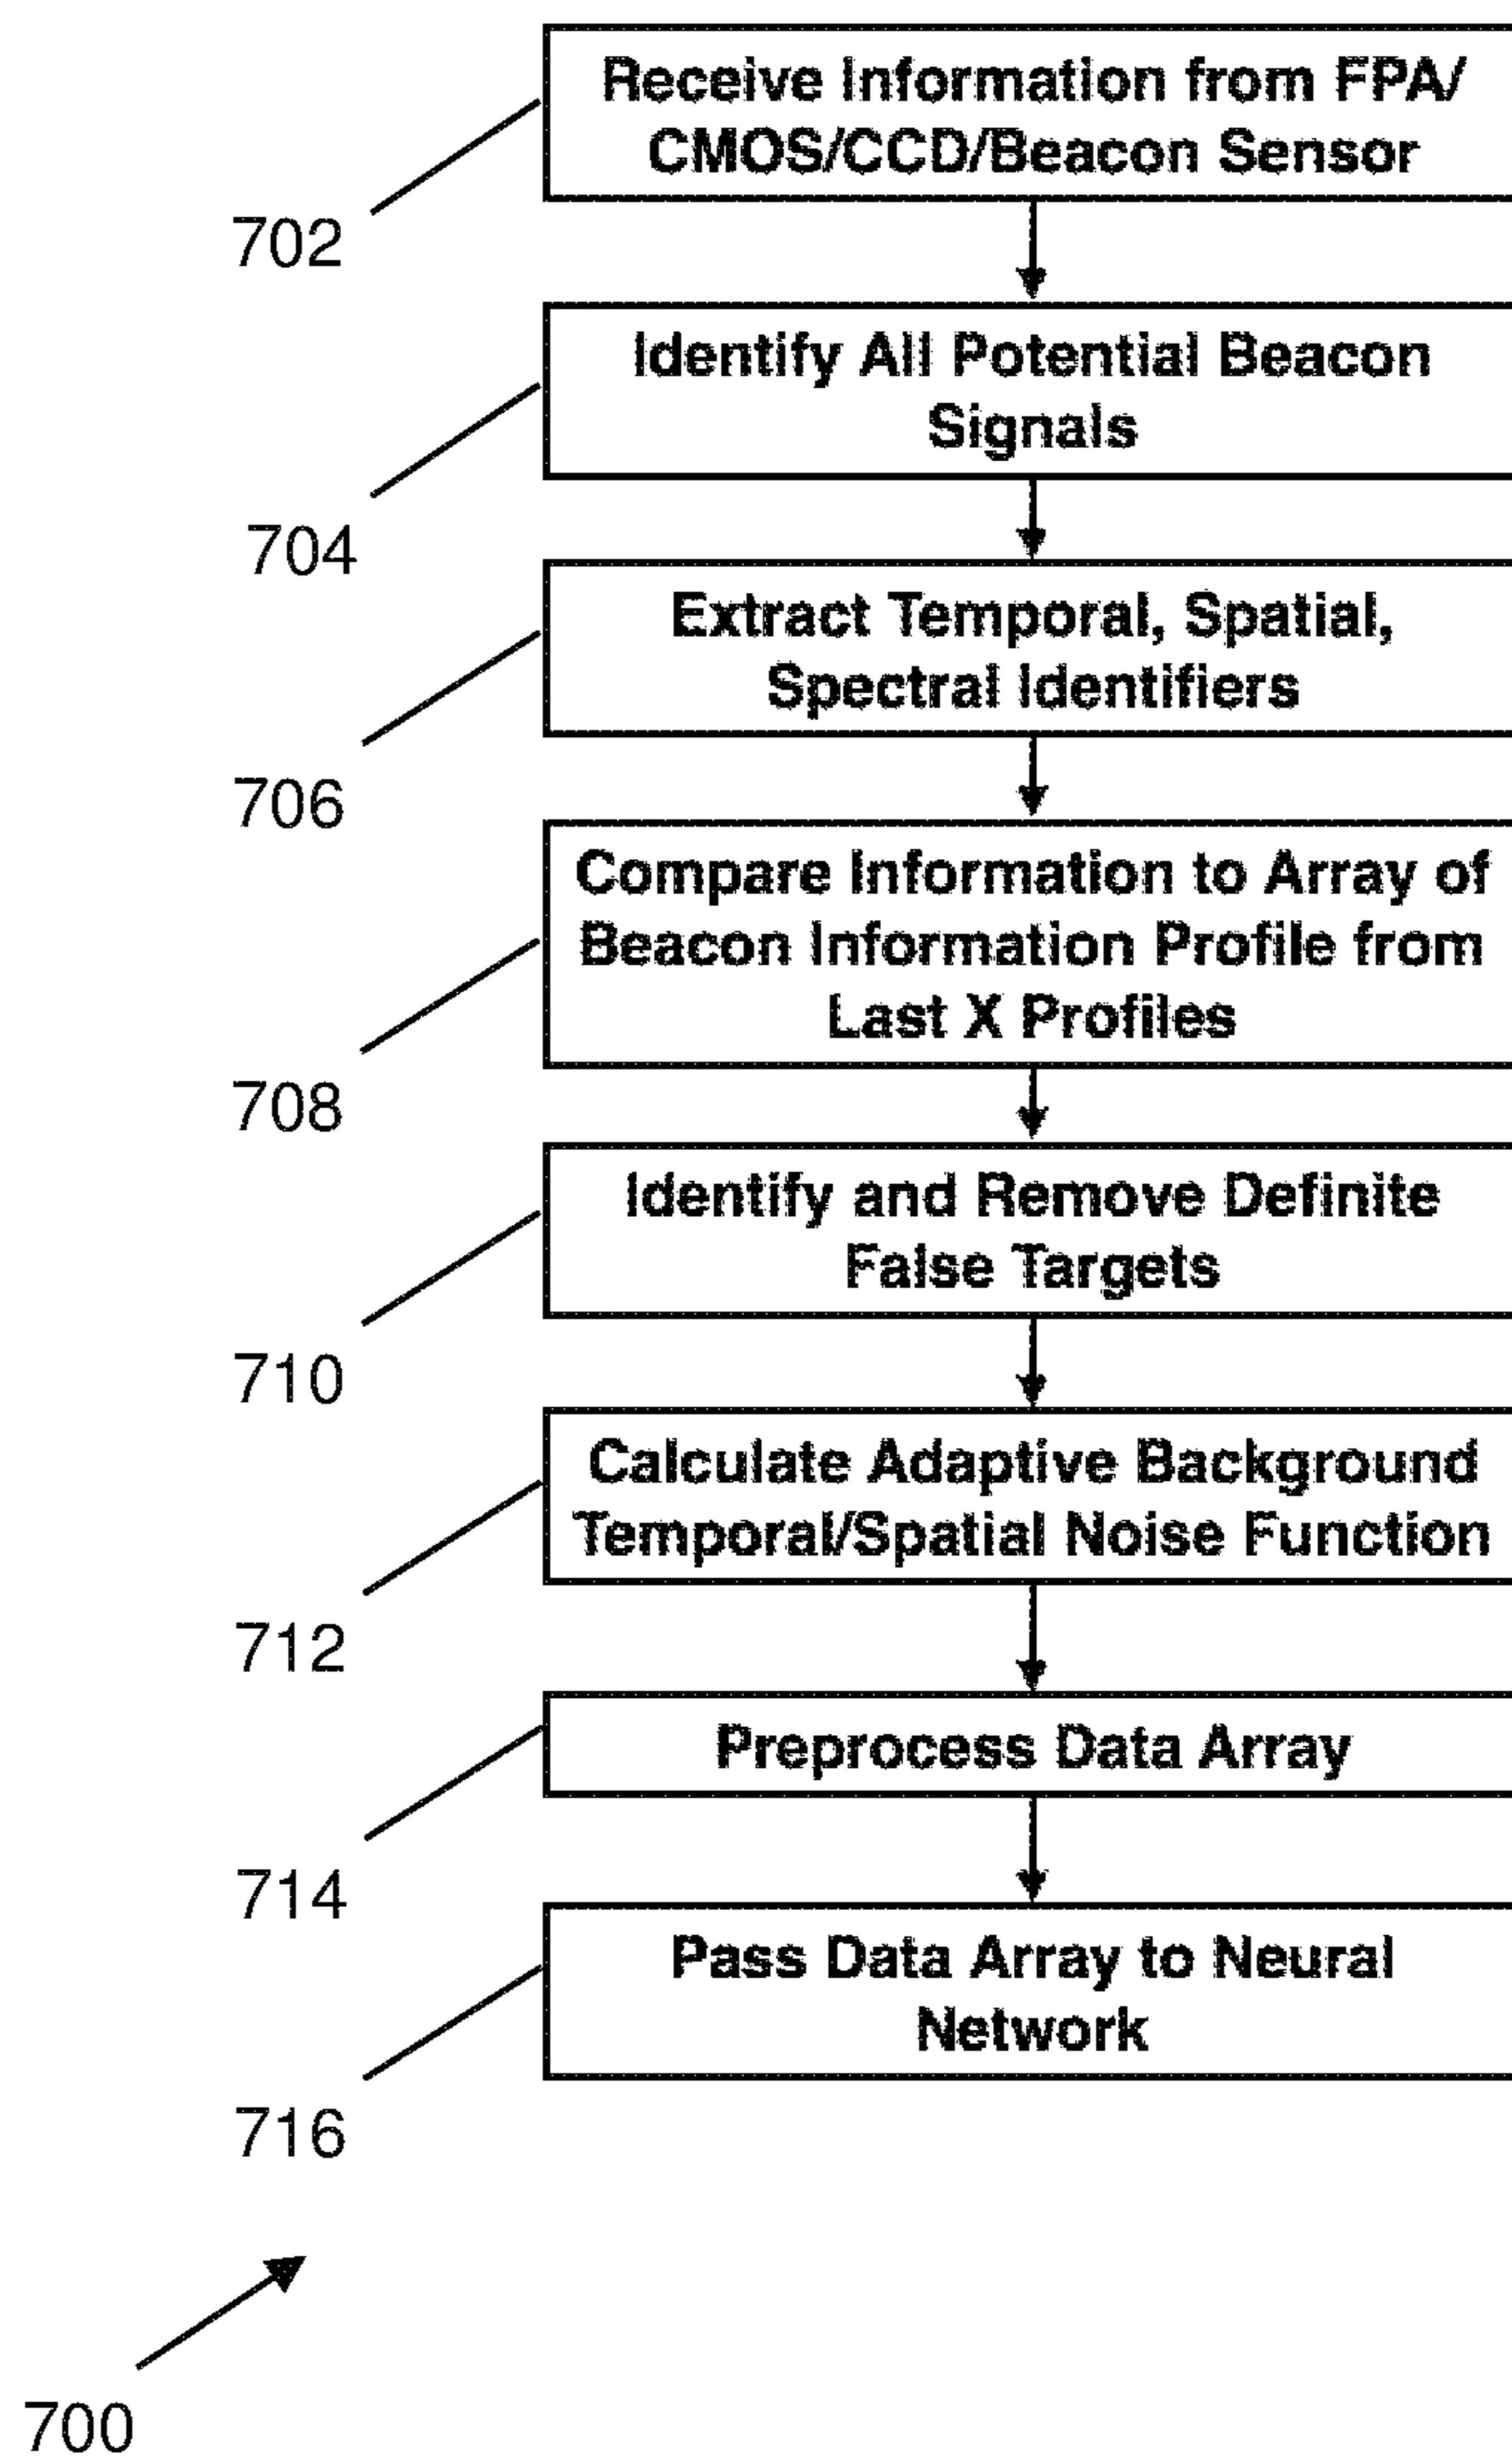 Receive Information from FPA/
CMOS/CCD/Beacon Sensor
702
Identify All Potential Beacon
Signals
704
Extract Temporal, Spatial,
Spectral Identifiers
706
Compare Information to Array of
Beacon Information Profile from
Last X Profiles
708
Identify and Remove Definite
False Targets
710
Calculate Adaptive Background
Temporal/Spatial Noise Function
712
Preprocess Data Array
714
Pass Data Array to Neural
Network
716
700